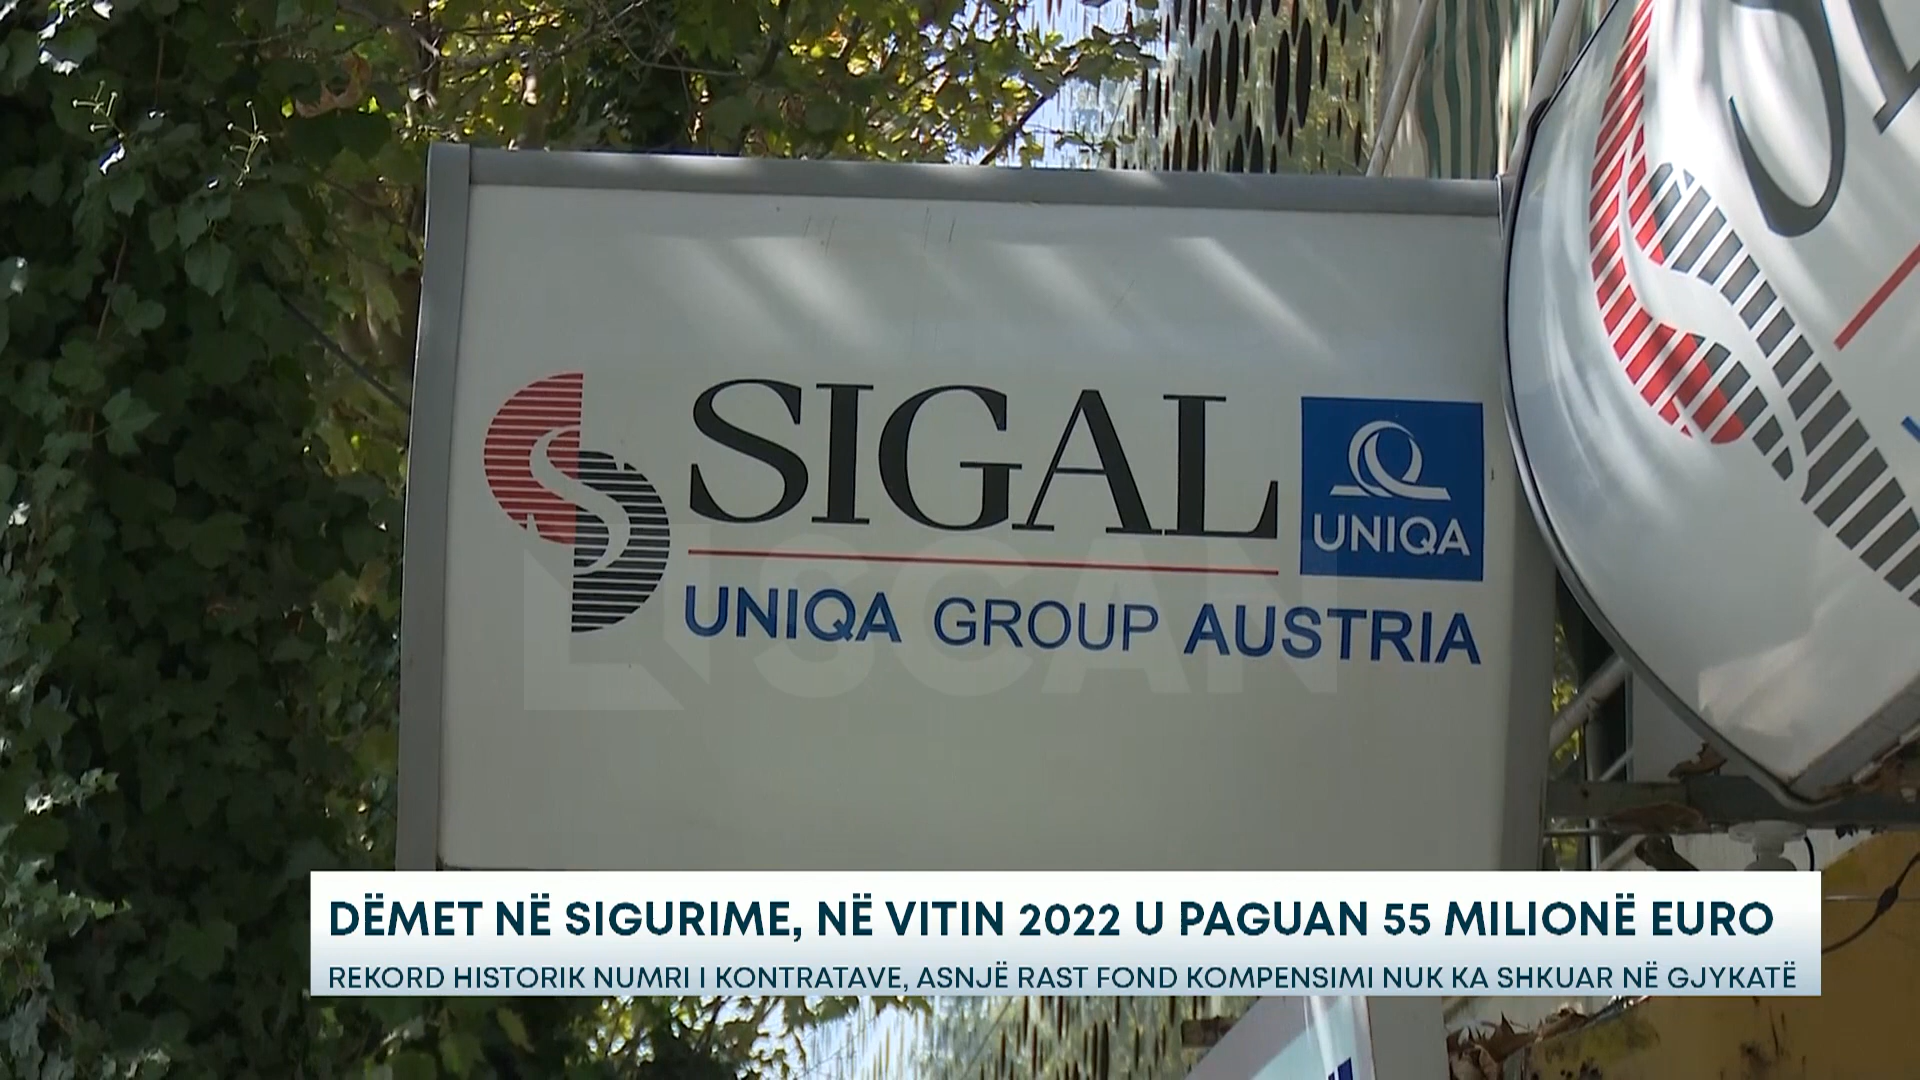 SIGAL
UNIQA
UNIQA GROUP AUSTRIA
SCAN
DËMET NË SIGURIME, NË VITIN 2022 U PAGUAN 55 MILIONË EURO
REKORD HISTORIK NUMRI I KONTRATAVE, ASNJË RAST FOND KOMPENSIMI NUK KA SHKUAR NË GJYKATË